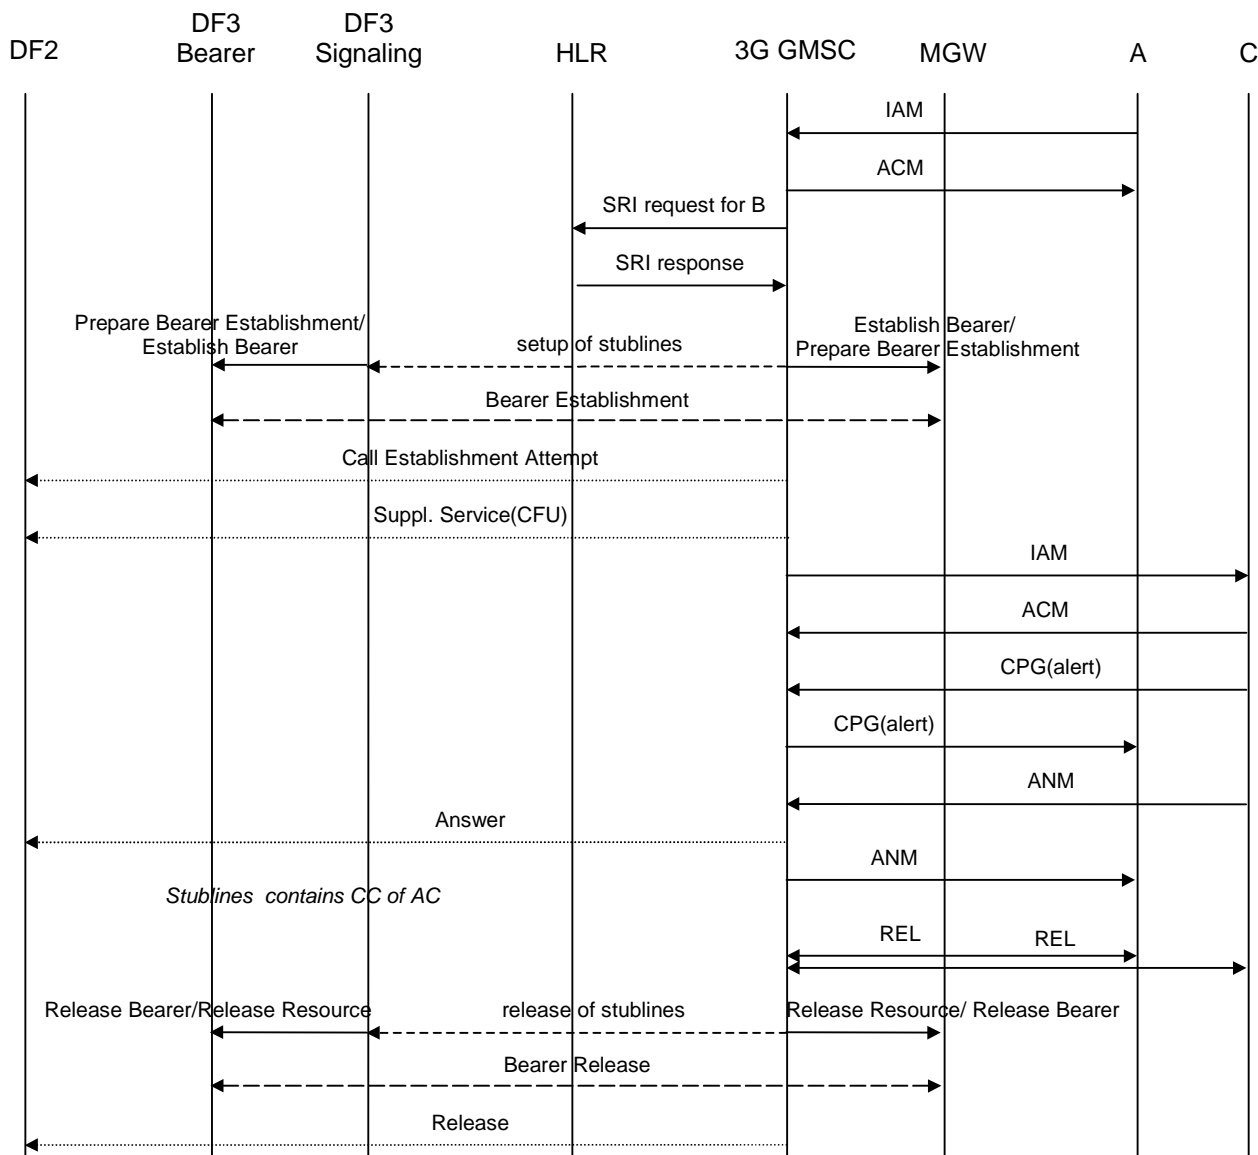 DF2
DF3
Bearer
DF3
Signaling
HLR
3G GMSC
MGW
A
C
IAM
ACM
SRI request for B
SRI response
Prepare Bearer Establishment/
Establish Bearer
setup of stublines
Establish Bearer/
Prepare Bearer Establishment
Bearer Establishment
Call Establishment Attempt
Suppl. Service(CFU)
IAM
ACM
CPG(alert)
CPG(alert)
ANM
Answer
ANM
Stublines contains CC of AC
REL
REL
Release Bearer/Release Resource
release of stublines
Release Resource/ Release Bearer
Bearer Release
Release